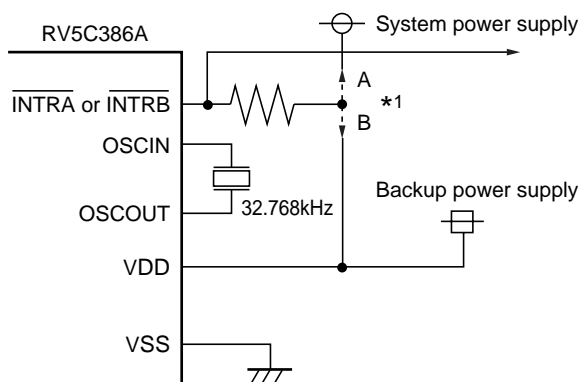 RV5C386A
System power supply
A
*1
INTRA or INTRB
B
OSCIN
Backup power supply
OSCOUT
32.768kHz
VDD
VSS